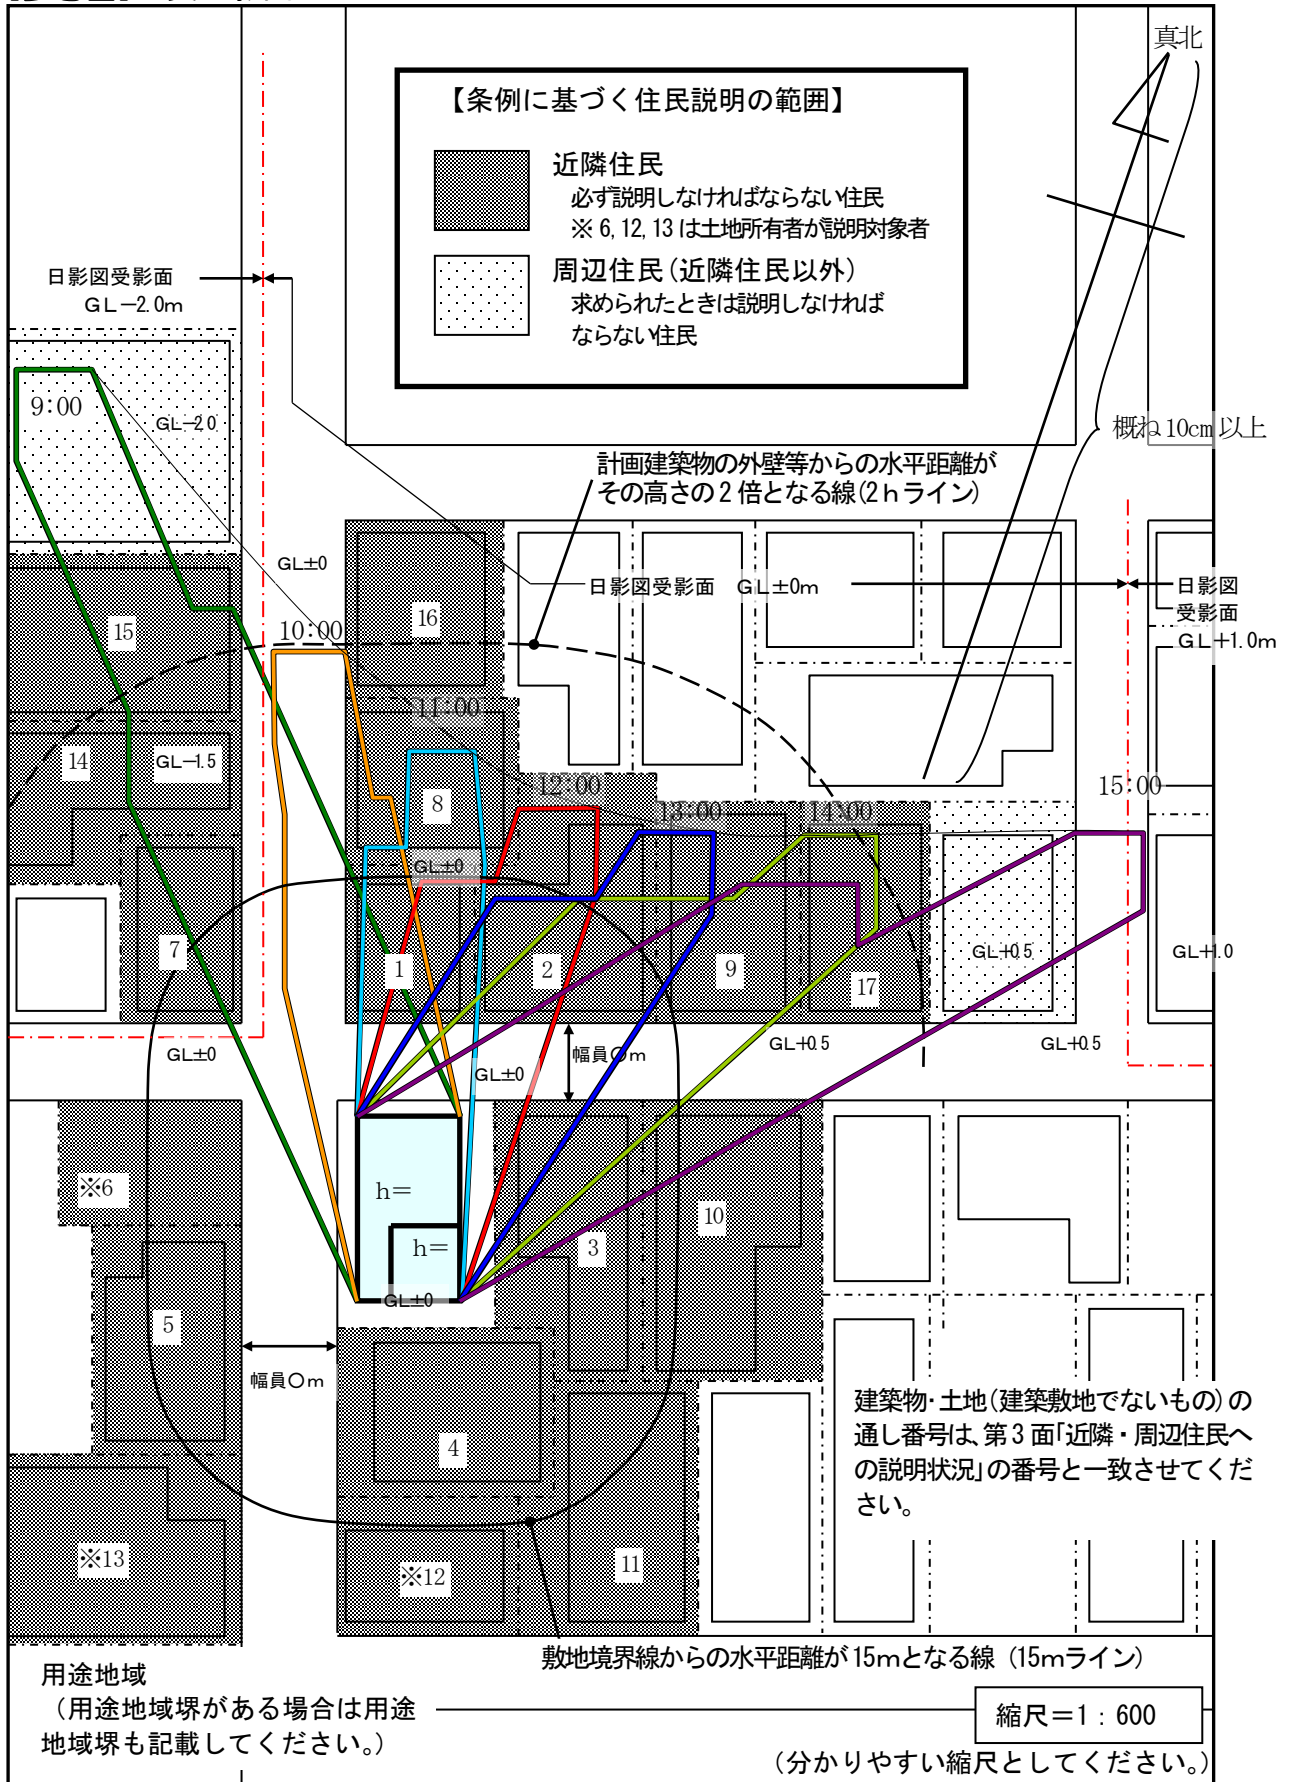 真北
【条例に基づく住民説明の範囲】
近隣住民
必ず説明しなければならない住民
※ 6, 12, 13 は土地所有者が説明対象者
周辺住民(近隣住民以外)
求められたときは説明しなければ
ならない住民
日影図受影面
GL－2.0m
9:00
GL－2.0
概ね 10cm 以上
計画建築物の外壁等からの水平距離が
その高さの2倍となる線(2hライン)
GL±0
日影図受影面 GL±0m
日影図
受影面
GL＋1.0m
15
10:00
16
11:00
14
GL－1.5
8
12:00
13:00
14:00
15:00
GL±0
7
1
2
9
17
GL＋0.5
GL＋1.0
GL±0
幅員〇m
GL＋0.5
GL＋0.5
GL±0
※6
h＝
10
3
h＝
GL±0
5
幅員〇m
4
建築物･土地(建築敷地でないもの)の
通し番号は、第3面｢近隣・周辺住民へ
の説明状況｣の番号と一致させてくだ
さい。
※13
※12
11
敷地境界線からの水平距離が15mとなる線 (15mライン)
用途地域
(用途地域堺がある場合は用途
地域堺も記載してください。)
縮尺＝1：600
(分かりやすい縮尺としてください。)